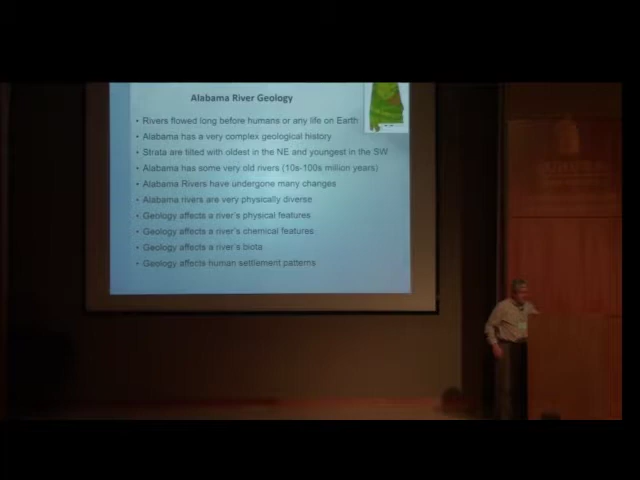 Alabama River Geology
• Rivers flowed long before humans or any life on Earth
• Alabama has a very complex geological history
• Strata are tilted with oldest in the NE and youngest in the SW
• Alabama has some very old rivers (10s-100s million years)
• Alabama Rivers have undergone many changes
• Alabama rivers are very physically diverse
• Geology affects a river's physical features
• Geology affects a river's chemical features
• Geology affects a river's biota
• Geology affects human settlement patterns